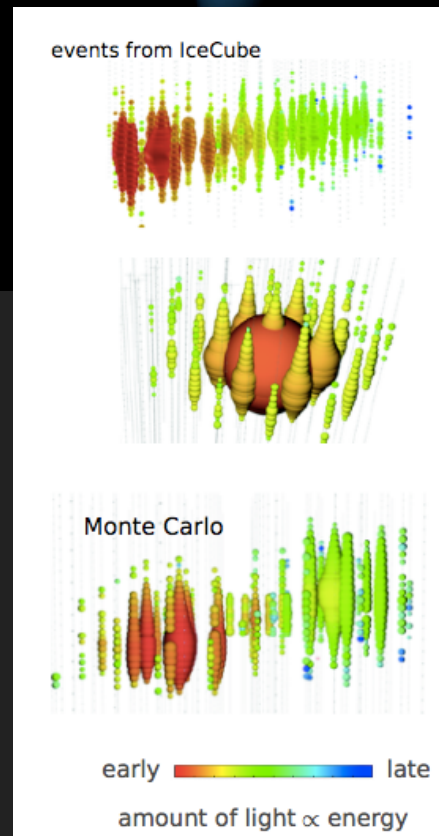 events from IceCube
Monte Carlo
early late
amount of light ∝ energy